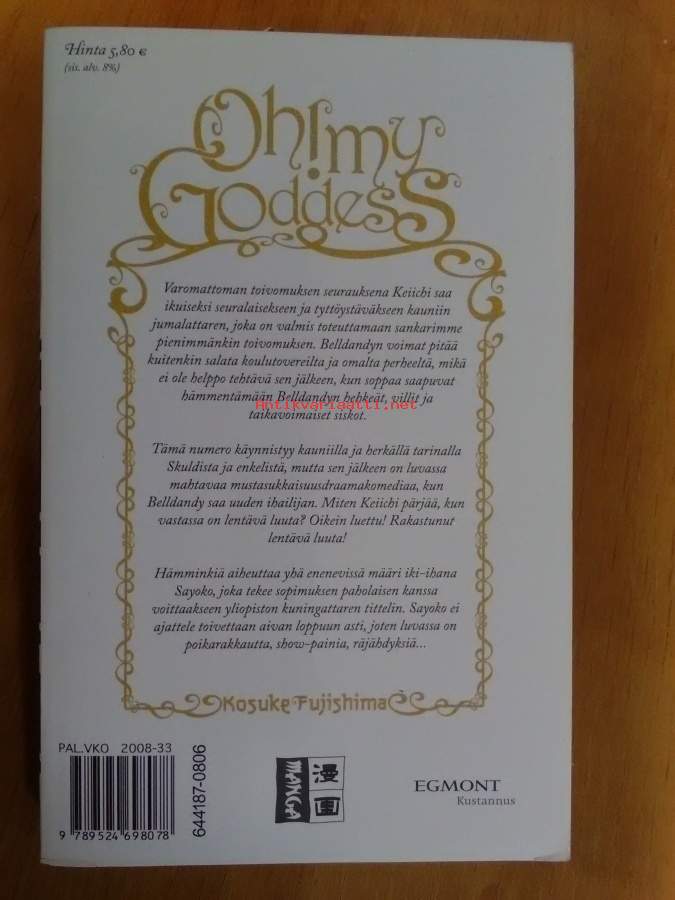 Hinta 5,80 €
(sis. alv. 8%)
Oh! my
Goddess
Varomattoman toivomuksen seurauksena Keiichi saa
ikuiseksi seuralaisekseen ja tyttöystäväkseen kauniin
jumalattaren, joka on valmis toteuttamaan sankarimme
pienimmänkin toivomuksen. Belldandyn voimat pitää
kuitenkin salata koulutovereilta ja omalta perheeltä, mikä
ei ole helppo tehtävä sen jälkeen, kun soppaa saapuvat
hämmentämään Belldandyn hehkeät, villit ja
Antikvariaatti.net
taikavoimaiset siskot.
Tämä numero käynnistyy kauniilla ja herkällä tarinalla
Skuldista ja enkelistä, mutta sen jälkeen on luvassa
mahtavaa mustasukkaisuusdraamakomediaa, kun
Belldandy saa uuden ihailijan. Miten Keiichi pärjää, kun
vastassa on lentävä luuta? Oikein luettu! Rakastunut
lentävä luuta!
Hämminkiä aiheuttaa yhä enenevissä määri iki-ihana
Sayoko, joka tekee sopimuksen paholaisen kanssa
voittaakseen yliopiston kuningattaren tittelin. Sayoko ei
ajattele toivettaan aivan loppuun asti, joten luvassa on
poikarakkautta, show-painia, räjähdyksiä...
Kosuke Fujishima
PAL.VKO 2008-33
644187-0806
9 789524 698078
MANGA
漫画
EGMONT
Kustannus